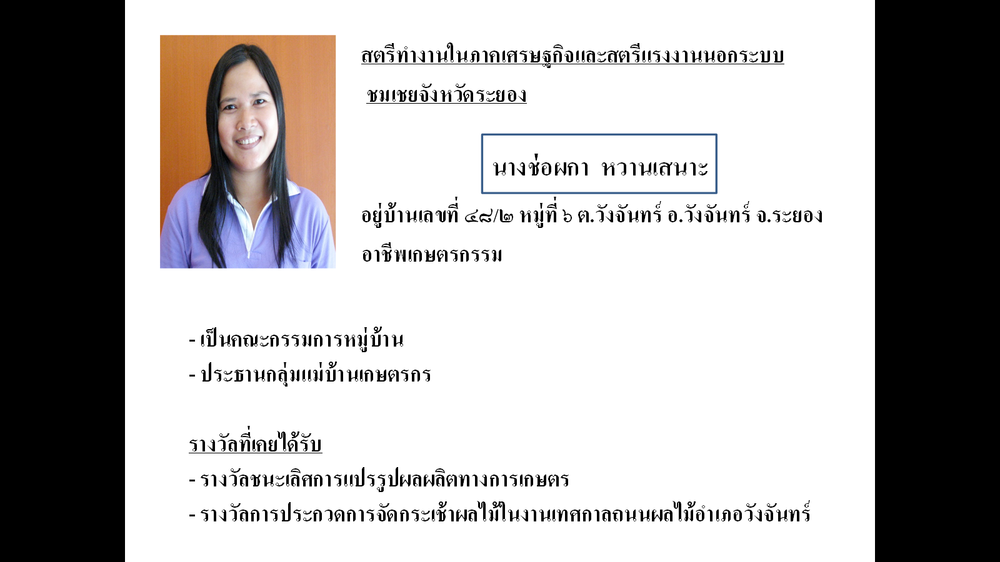 สตรีทำงานในภาคเศรษฐกิจและสตรีแรงงานนอกระบบ
ชมเชยจังหวัดระยอง
นางช่อผกา หวานเสนาะ
อยู่บ้านเลขที่ ๔๘/๒ หมู่ที่ ๖ ต.วังจันทร์ อ.วังจันทร์ จ.ระยอง
อาชีพเกษตรกรรม
- เป็นคณะกรรมการหมู่บ้าน
- ประธานกลุ่มแม่บ้านเกษตรกร
รางวัลที่เคยได้รับ
- รางวัลชนะเลิศการแปรรูปผลผลิตทางการเกษตร
- รางวัลการประกวดการจัดกระเช้าผลไม้ในงานเทศกาลถนนผลไม้อำเภอวังจันทร์